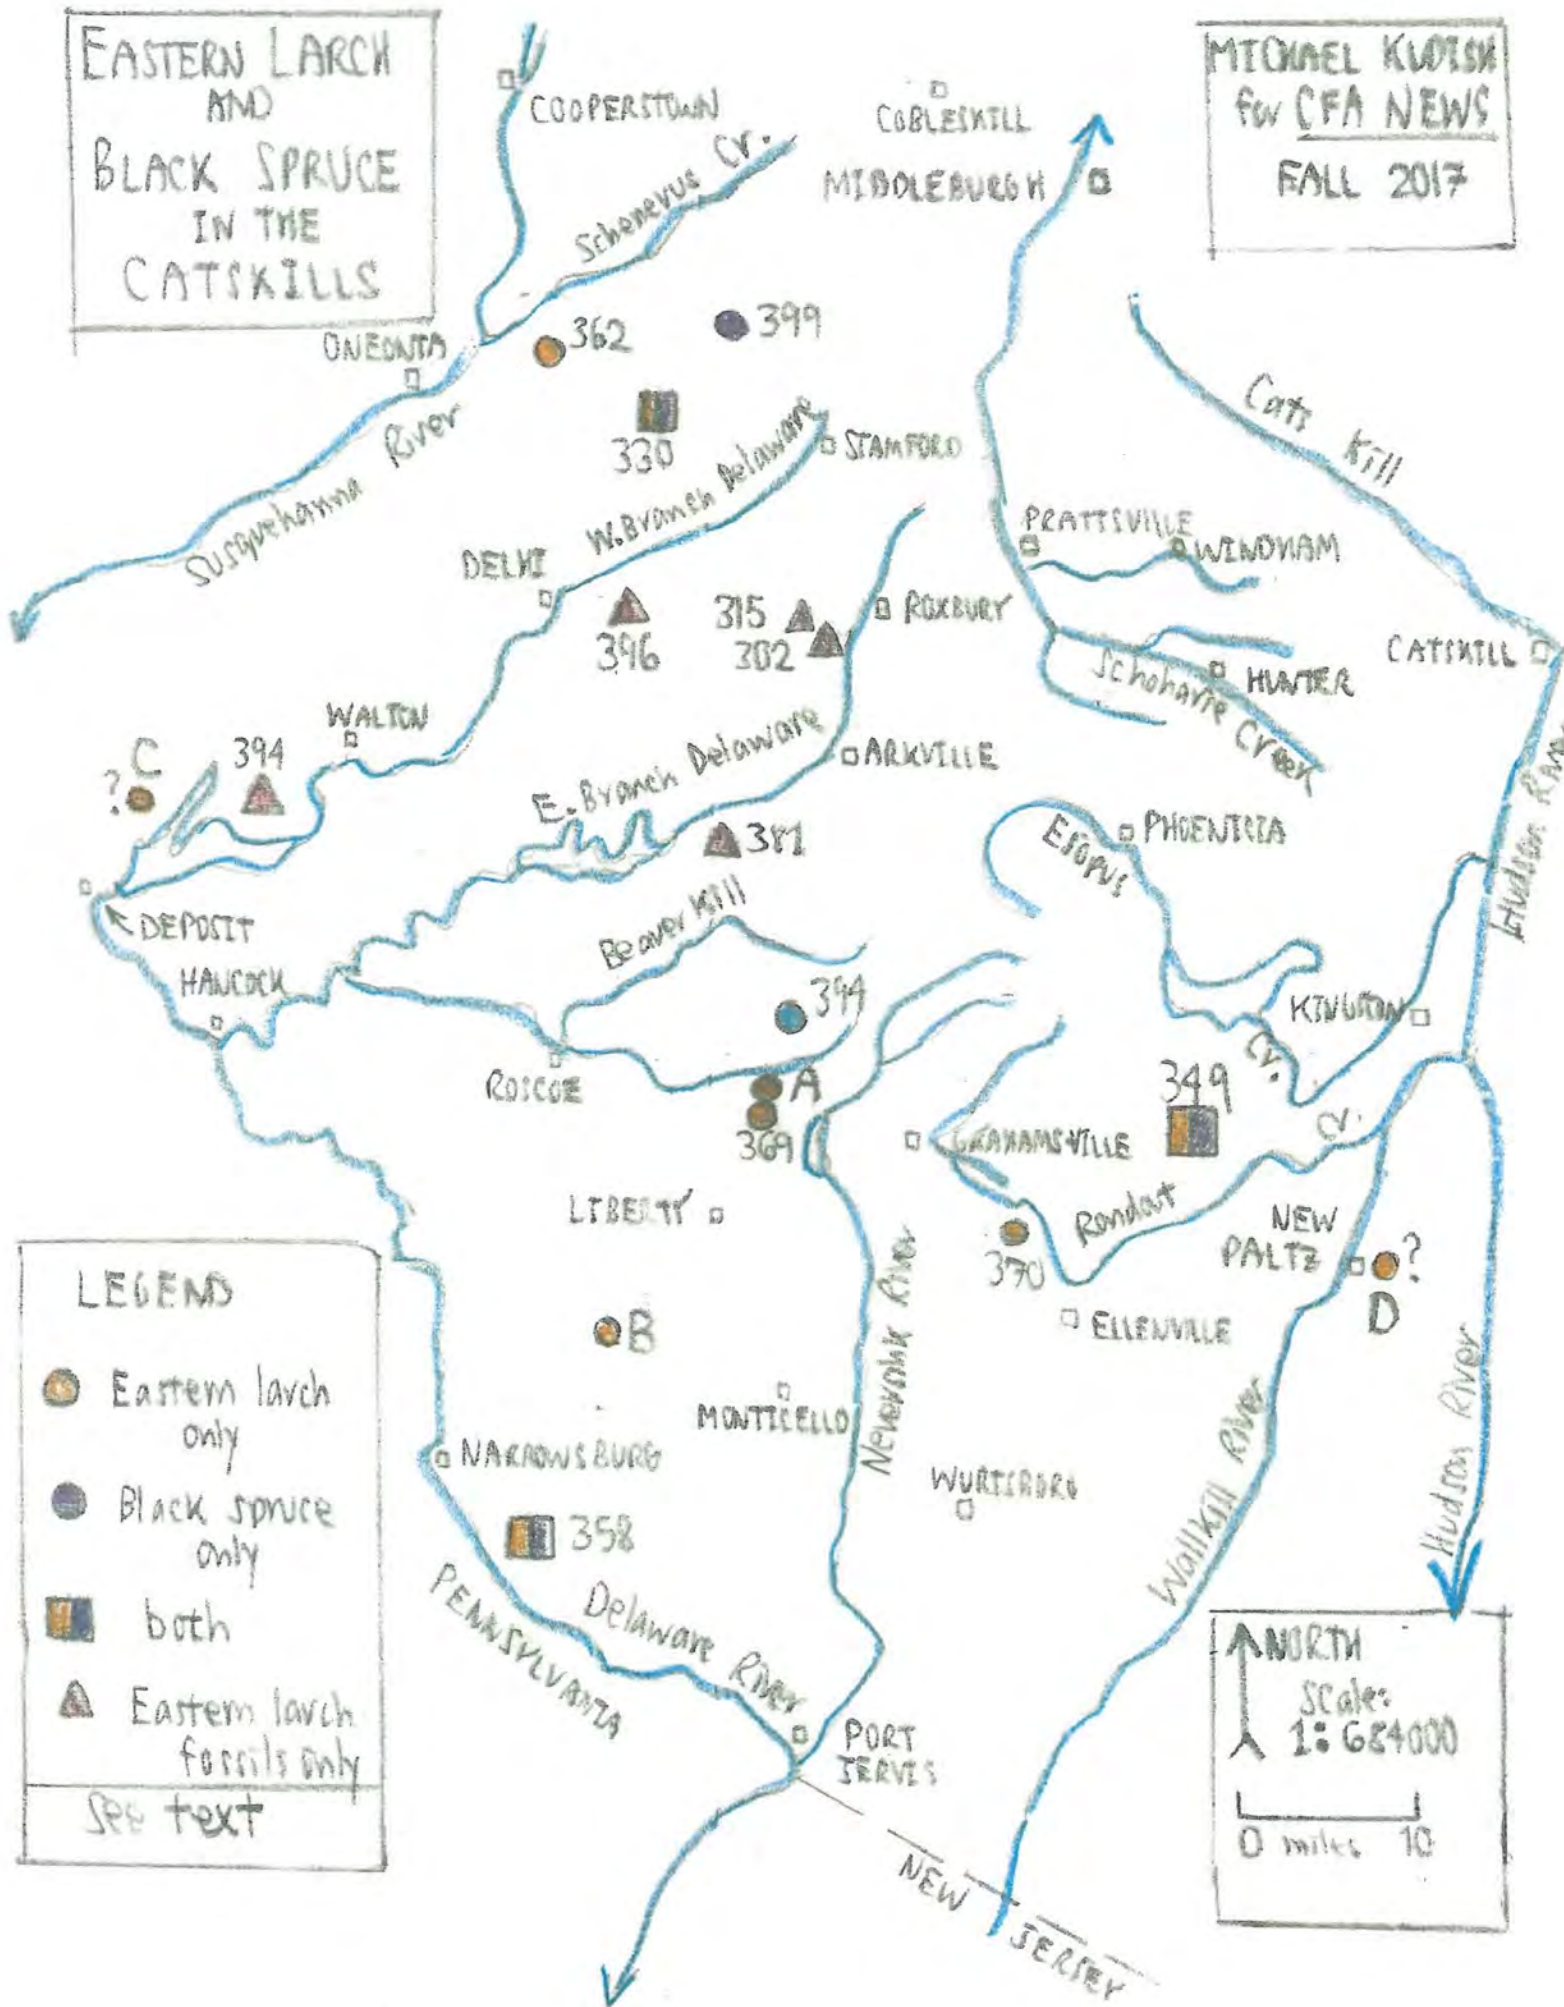 EASTERN LARCH
AND
BLACK SPRUCE
IN THE
CATSKILLS
MICHAEL KUDISH
for CFA NEWS
FALL 2017
COOPERSTOWN
COBLESKILL
MIDDLEBURGH
Schenevus Cr.
ONEONTA
362
399
330
Susquehanna River
W. Branch Delaware
STAMFORD
Cats Kill
PRATTSVILLE
WINDHAM
DELHI
396
315
302
ROXBURY
CATSKILL
Schoharie Creek
HUNTER
WALTON
? C
394
E. Branch Delaware
ARKVILLE
381
Esopus
PHOENICIA
Hudson
DEPOSIT
HANCOCK
Beaver Kill
394
KINGSTON
Cr.
ROSCOE
A
369
349
GRAHAMSVILLE
Cr.
LIBERTY
Rondout
370
NEW
PALTZ
?
D
ELLENVILLE
Neversink River
B
MONTICELLO
LEGEND
Eastern larch
only
Black spruce
only
both
Eastern larch
fossils only
See text
NARROWSBURG
358
WURTSBORO
Wallkill River
Hudson River
PENNSYLVANIA
Delaware River
PORT
JERVIS
NEW JERSEY
NORTH
Scale:
1:684000
0 miles 10